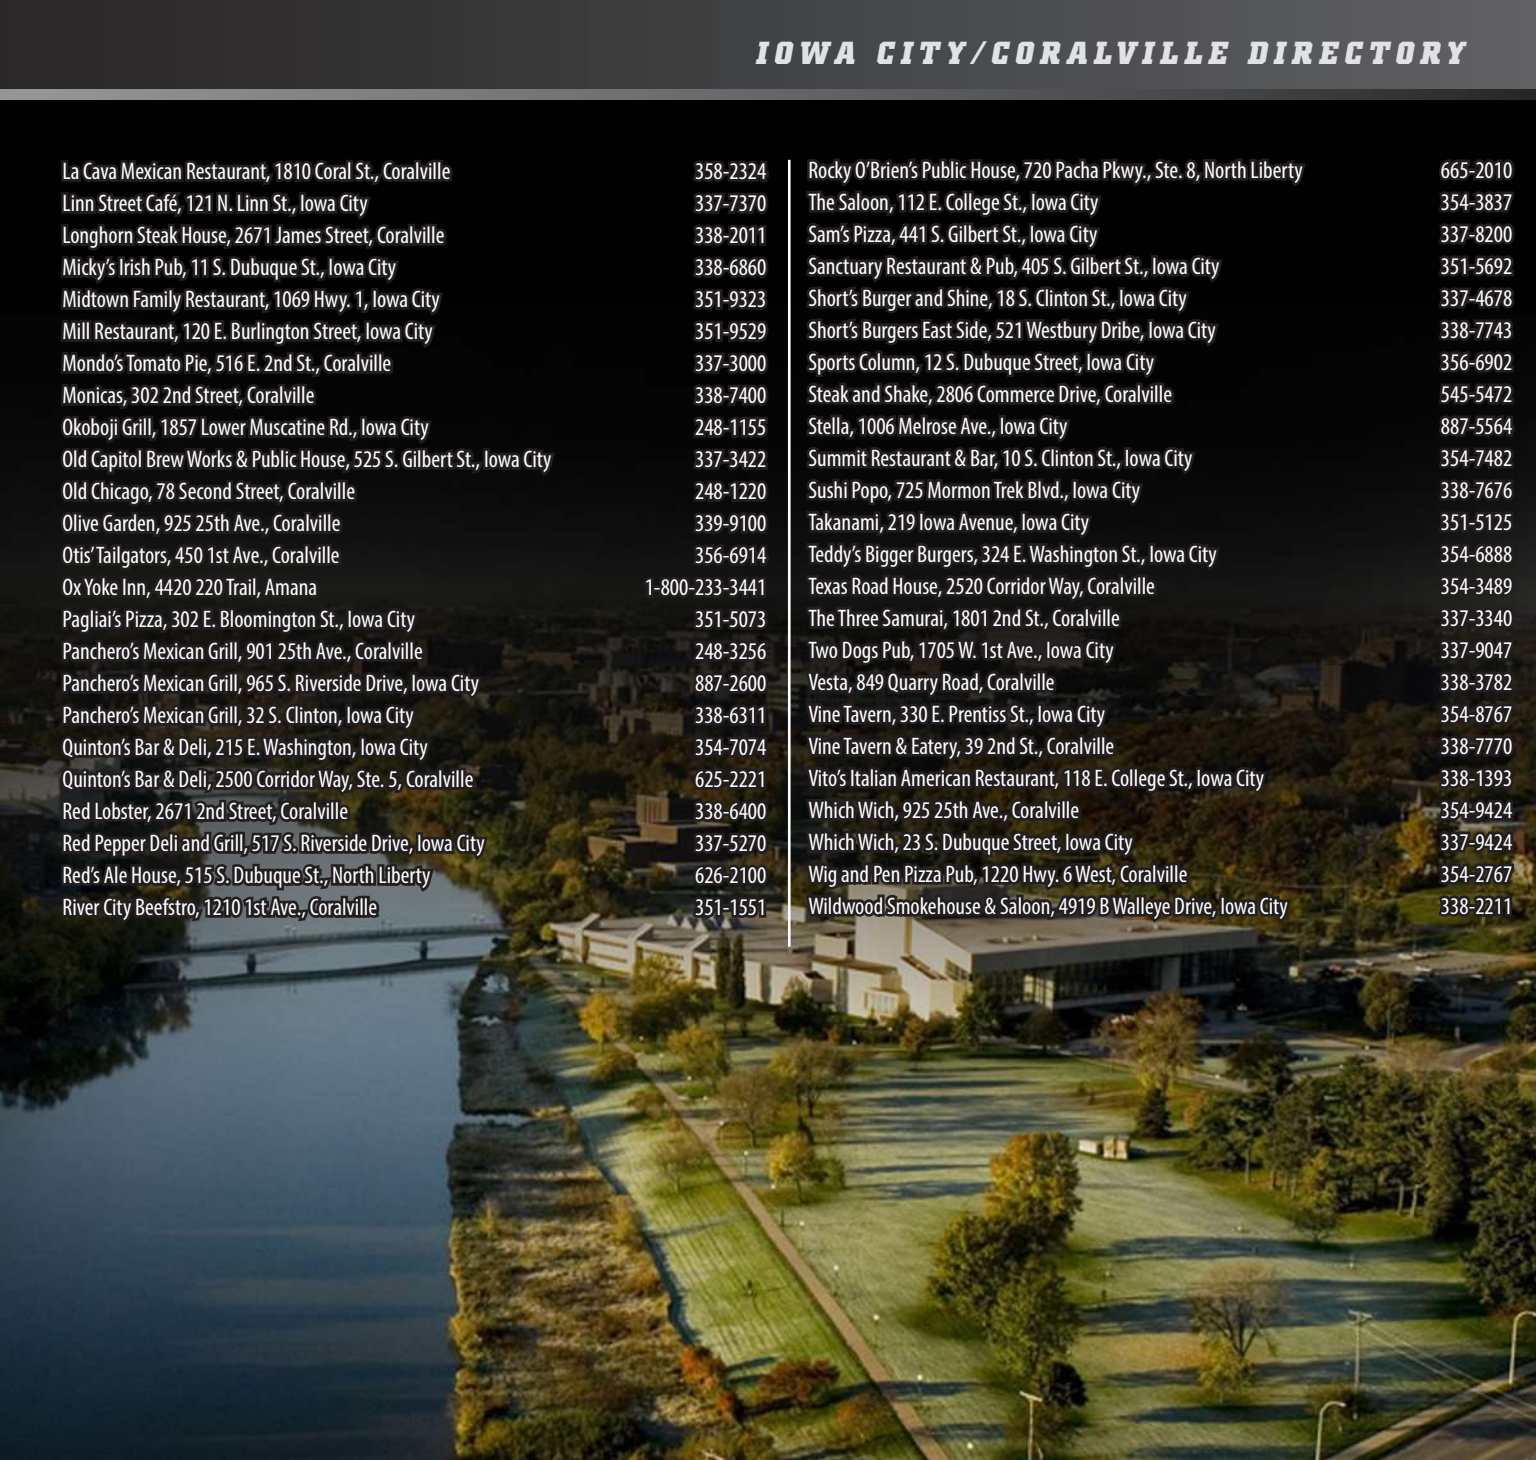 IOWA CITY/CORALVILLE DIRECTORY
La Cava Mexican Restaurant, 1810 Coral St., Coralville 358-2324
Linn Street Café, 121 N. Linn St., Iowa City 337-7370
Longhorn Steak House, 2671 James Street, Coralville 338-2011
Micky’s Irish Pub, 11 S. Dubuque St., Iowa City 338-6860
Midtown Family Restaurant, 1069 Hwy. 1, Iowa City 351-9323
Mill Restaurant, 120 E. Burlington Street, Iowa City 351-9529
Mondo’s Tomato Pie, 516 E. 2nd St., Coralville 337-3000
Monicas, 302 2nd Street, Coralville 338-7400
Okoboji Grill, 1857 Lower Muscatine Rd., Iowa City 248-1155
Old Capitol Brew Works & Public House, 525 S. Gilbert St., Iowa City 337-3422
Old Chicago, 78 Second Street, Coralville 248-1220
Olive Garden, 925 25th Ave., Coralville 339-9100
Otis’ Tailgators, 450 1st Ave., Coralville 356-6914
Ox Yoke Inn, 4420 220 Trail, Amana 1-800-233-3441
Pagliai’s Pizza, 302 E. Bloomington St., Iowa City 351-5073
Panchero’s Mexican Grill, 901 25th Ave., Coralville 248-3256
Panchero’s Mexican Grill, 965 S. Riverside Drive, Iowa City 887-2600
Panchero’s Mexican Grill, 32 S. Clinton, Iowa City 338-6311
Quinton’s Bar & Deli, 215 E. Washington, Iowa City 354-7074
Quinton’s Bar & Deli, 2500 Corridor Way, Ste. 5, Coralville 625-2221
Red Lobster, 2671 2nd Street, Coralville 338-6400
Red Pepper Deli and Grill, 517 S. Riverside Drive, Iowa City 337-5270
Red’s Ale House, 515 S. Dubuque St., North Liberty 626-2100
River City Beefstro, 1210 1st Ave., Coralville 351-1551
Rocky O’Brien’s Public House, 720 Pacha Pkwy., Ste. 8, North Liberty 665-2010
The Saloon, 112 E. College St., Iowa City 354-3837
Sam’s Pizza, 441 S. Gilbert St., Iowa City 337-8200
Sanctuary Restaurant & Pub, 405 S. Gilbert St., Iowa City 351-5692
Short’s Burger and Shine, 18 S. Clinton St., Iowa City 337-4678
Short’s Burgers East Side, 521 Westbury Dribe, Iowa City 338-7743
Sports Column, 12 S. Dubuque Street, Iowa City 356-6902
Steak and Shake, 2806 Commerce Drive, Coralville 545-5472
Stella, 1006 Melrose Ave., Iowa City 887-5564
Summit Restaurant & Bar, 10 S. Clinton St., Iowa City 354-7482
Sushi Popo, 725 Mormon Trek Blvd., Iowa City 338-7676
Takanami, 219 Iowa Avenue, Iowa City 351-5125
Teddy’s Bigger Burgers, 324 E. Washington St., Iowa City 354-6888
Texas Road House, 2520 Corridor Way, Coralville 354-3489
The Three Samurai, 1801 2nd St., Coralville 337-3340
Two Dogs Pub, 1705 W. 1st Ave., Iowa City 337-9047
Vesta, 849 Quarry Road, Coralville 338-3782
Vine Tavern, 330 E. Prentiss St., Iowa City 354-8767
Vine Tavern & Eatery, 39 2nd St., Coralville 338-7770
Vito’s Italian American Restaurant, 118 E. College St., Iowa City 338-1393
Which Wich, 925 25th Ave., Coralville 354-9424
Which Wich, 23 S. Dubuque Street, Iowa City 337-9424
Wig and Pen Pizza Pub, 1220 Hwy. 6 West, Coralville 354-2767
Wildwood Smokehouse & Saloon, 4919 B Walleye Drive, Iowa City 338-2211